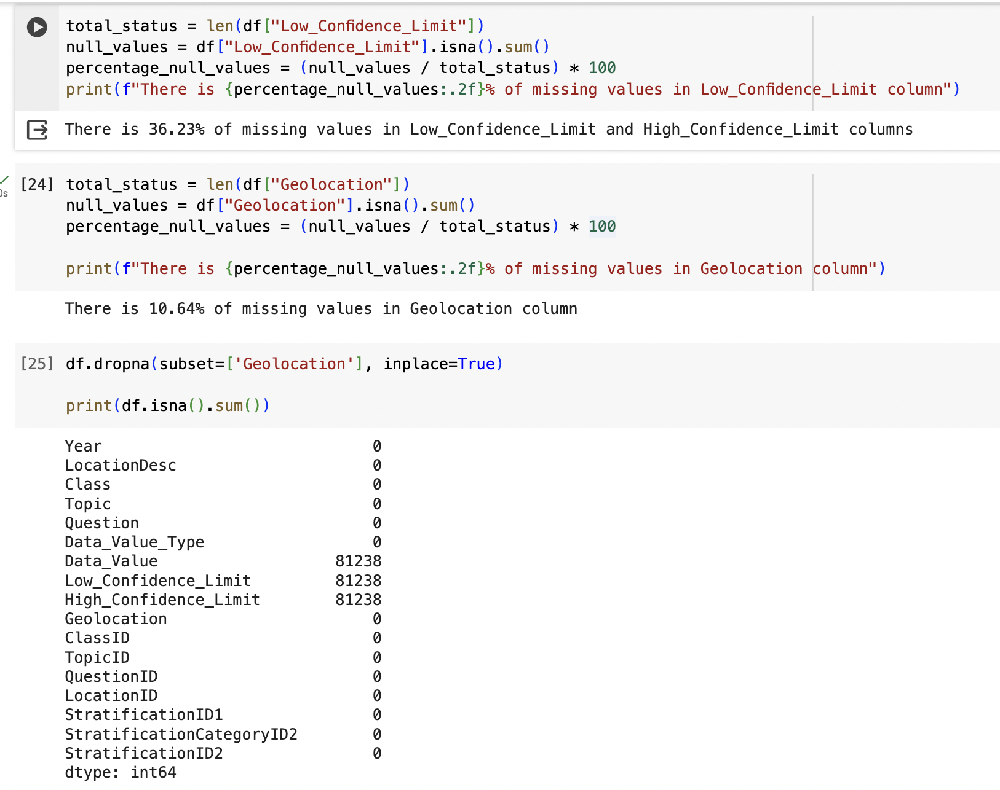 total_status = len(df["Low_Confidence_Limit"])
null_values = df["Low_Confidence_Limit"].isna().sum()
percentage_null_values = (null_values / total_status) * 100
print(f"There is {percentage_null_values:.2f}% of missing values in Low_Confidence_Limit column")
There is 36.23% of missing values in Low_Confidence_Limit and High_Confidence_Limit columns
[24] total_status = len(df["Geolocation"])
0s
null_values = df["Geolocation"].isna().sum()
percentage_null_values = (null_values / total_status) * 100
print(f"There is {percentage_null_values:.2f}% of missing values in Geolocation column")
There is 10.64% of missing values in Geolocation column
[25] df.dropna(subset=['Geolocation'], inplace=True)
print(df.isna().sum())
Year 0
LocationDesc 0
Class 0
Topic 0
Question 0
Data_Value_Type 0
Data_Value 81238
Low_Confidence_Limit 81238
High_Confidence_Limit 81238
Geolocation 0
ClassID 0
TopicID 0
QuestionID 0
LocationID 0
StratificationID1 0
StratificationCategoryID2 0
StratificationID2 0
dtype: int64